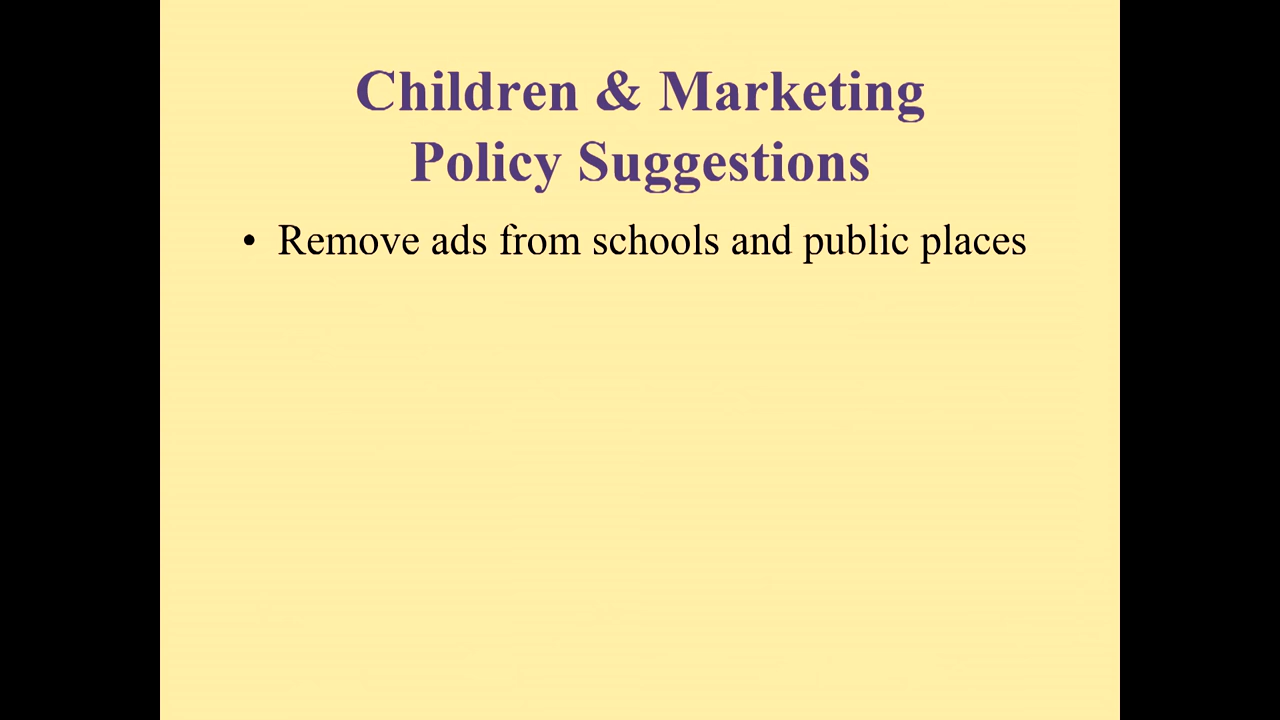 Children & Marketing
Policy Suggestions
• Remove ads from schools and public places